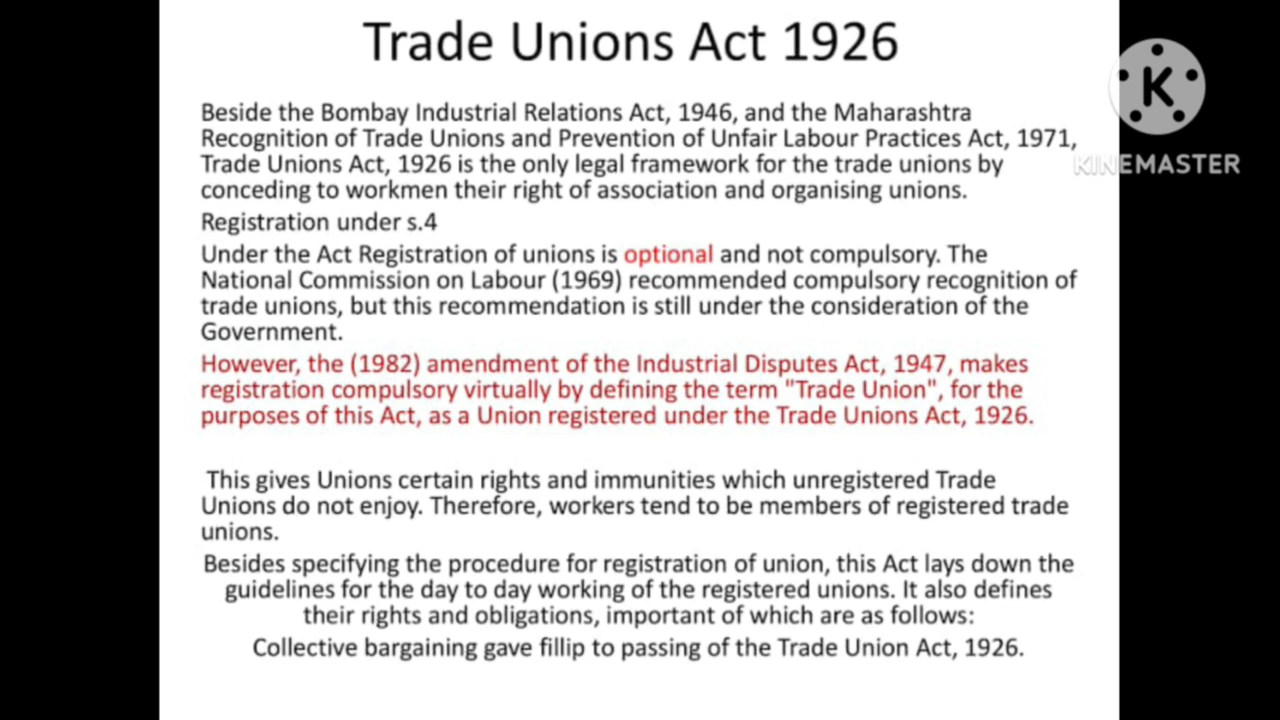 Trade Unions Act 1926
Beside the Bombay Industrial Relations Act, 1946, and the Maharashtra
Recognition of Trade Unions and Prevention of Unfair Labour Practices Act, 1971,
Trade Unions Act, 1926 is the only legal framework for the trade unions by
conceding to workmen their right of association and organising unions.
Registration under s.4
Under the Act Registration of unions is optional and not compulsory. The
National Commission on Labour (1969) recommended compulsory recognition of
trade unions, but this recommendation is still under the consideration of the
Government.
However, the (1982) amendment of the Industrial Disputes Act, 1947, makes
registration compulsory virtually by defining the term "Trade Union", for the
purposes of this Act, as a Union registered under the Trade Unions Act, 1926.
This gives Unions certain rights and immunities which unregistered Trade
Unions do not enjoy. Therefore, workers tend to be members of registered trade
unions.
Besides specifying the procedure for registration of union, this Act lays down the
guidelines for the day to day working of the registered unions. It also defines
their rights and obligations, important of which are as follows:
Collective bargaining gave fillip to passing of the Trade Union Act, 1926.
K
KINEMASTER